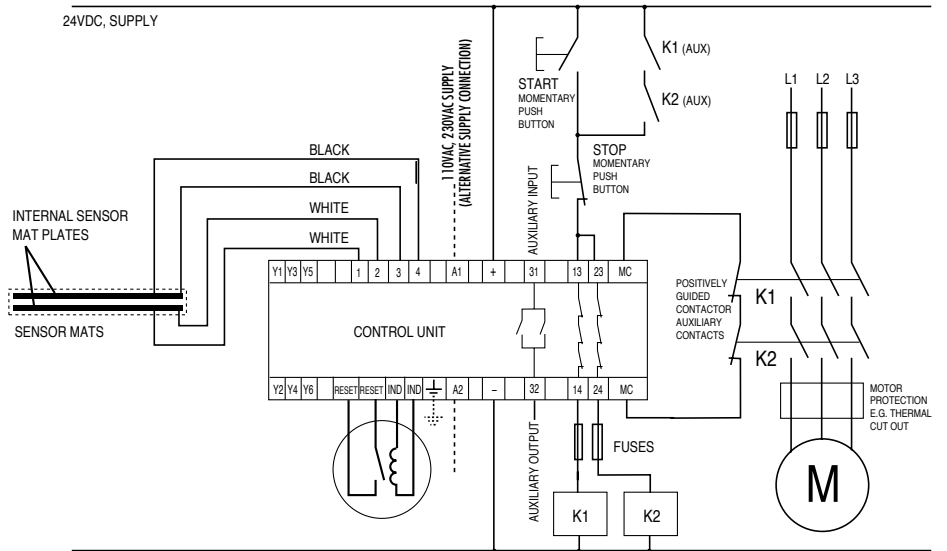 24VDC, SUPPLY
110VAC, 230VAC SUPPLY
(ALTERNATIVE SUPPLY CONNECTION)
START
MOMENTARY
PUSH
BUTTON
K1 (AUX)
K2 (AUX)
L1 L2 L3
STOP
MOMENTARY
PUSH
BUTTON
BLACK
BLACK
WHITE
WHITE
INTERNAL SENSOR
MAT PLATES
SENSOR MATS
AUXILIARY INPUT
Y1 Y3 Y5 1 2 3 4 A1 + 31 13 23 MC
CONTROL UNIT
Y2 Y4 Y6 RESET RESET IND IND A2 – 32 14 24 MC
POSITIVELY
GUIDED
CONTACTOR
AUXILIARY
CONTACTS
K1
K2
MOTOR
PROTECTION
E.G. THERMAL
CUT OUT
AUXILIARY OUTPUT
FUSES
K1
K2
M